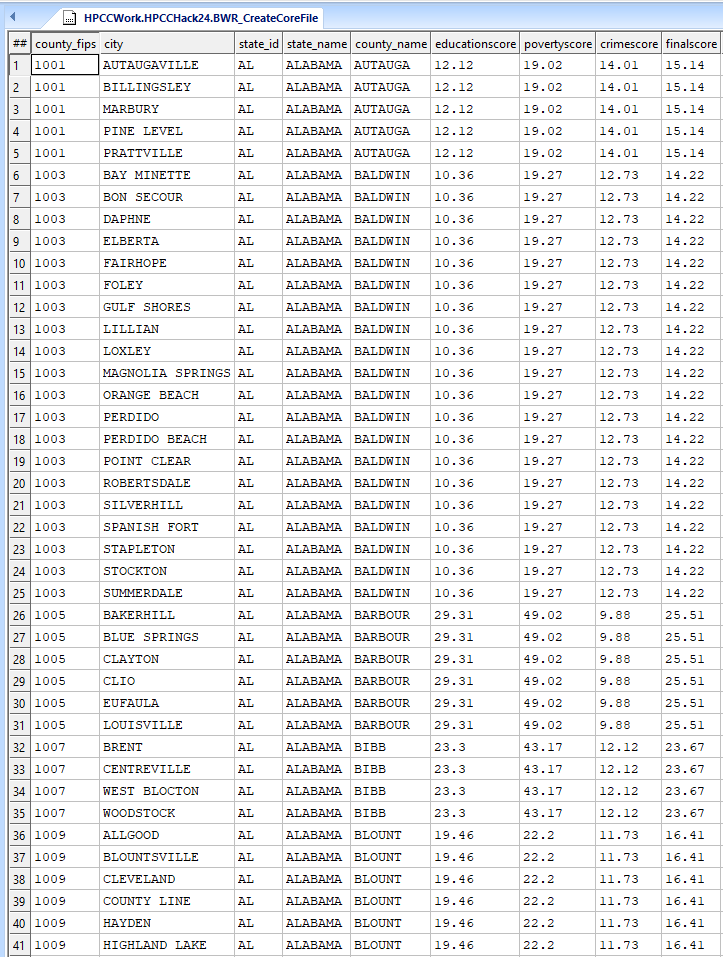 HPCCWork.HPCCHack24.BWR_CreateCoreFile
## county_fips city state_id state_name county_name educationscore povertyscore crimescore finalscore
1 1001 AUTAUGAVILLE AL ALABAMA AUTAUGA 12.12 19.02 14.01 15.14
2 1001 BILLINGSLEY AL ALABAMA AUTAUGA 12.12 19.02 14.01 15.14
3 1001 MARBURY AL ALABAMA AUTAUGA 12.12 19.02 14.01 15.14
4 1001 PINE LEVEL AL ALABAMA AUTAUGA 12.12 19.02 14.01 15.14
5 1001 PRATTVILLE AL ALABAMA AUTAUGA 12.12 19.02 14.01 15.14
6 1003 BAY MINETTE AL ALABAMA BALDWIN 10.36 19.27 12.73 14.22
7 1003 BON SECOUR AL ALABAMA BALDWIN 10.36 19.27 12.73 14.22
8 1003 DAPHNE AL ALABAMA BALDWIN 10.36 19.27 12.73 14.22
9 1003 ELBERTA AL ALABAMA BALDWIN 10.36 19.27 12.73 14.22
10 1003 FAIRHOPE AL ALABAMA BALDWIN 10.36 19.27 12.73 14.22
11 1003 FOLEY AL ALABAMA BALDWIN 10.36 19.27 12.73 14.22
12 1003 GULF SHORES AL ALABAMA BALDWIN 10.36 19.27 12.73 14.22
13 1003 LILLIAN AL ALABAMA BALDWIN 10.36 19.27 12.73 14.22
14 1003 LOXLEY AL ALABAMA BALDWIN 10.36 19.27 12.73 14.22
15 1003 MAGNOLIA SPRINGS AL ALABAMA BALDWIN 10.36 19.27 12.73 14.22
16 1003 ORANGE BEACH AL ALABAMA BALDWIN 10.36 19.27 12.73 14.22
17 1003 PERDIDO AL ALABAMA BALDWIN 10.36 19.27 12.73 14.22
18 1003 PERDIDO BEACH AL ALABAMA BALDWIN 10.36 19.27 12.73 14.22
19 1003 POINT CLEAR AL ALABAMA BALDWIN 10.36 19.27 12.73 14.22
20 1003 ROBERTSDALE AL ALABAMA BALDWIN 10.36 19.27 12.73 14.22
21 1003 SILVERHILL AL ALABAMA BALDWIN 10.36 19.27 12.73 14.22
22 1003 SPANISH FORT AL ALABAMA BALDWIN 10.36 19.27 12.73 14.22
23 1003 STAPLETON AL ALABAMA BALDWIN 10.36 19.27 12.73 14.22
24 1003 STOCKTON AL ALABAMA BALDWIN 10.36 19.27 12.73 14.22
25 1003 SUMMERDALE AL ALABAMA BALDWIN 10.36 19.27 12.73 14.22
26 1005 BAKERHILL AL ALABAMA BARBOUR 29.31 49.02 9.88 25.51
27 1005 BLUE SPRINGS AL ALABAMA BARBOUR 29.31 49.02 9.88 25.51
28 1005 CLAYTON AL ALABAMA BARBOUR 29.31 49.02 9.88 25.51
29 1005 CLIO AL ALABAMA BARBOUR 29.31 49.02 9.88 25.51
30 1005 EUFAULA AL ALABAMA BARBOUR 29.31 49.02 9.88 25.51
31 1005 LOUISVILLE AL ALABAMA BARBOUR 29.31 49.02 9.88 25.51
32 1007 BRENT AL ALABAMA BIBB 23.3 43.17 12.12 23.67
33 1007 CENTREVILLE AL ALABAMA BIBB 23.3 43.17 12.12 23.67
34 1007 WEST BLOCTON AL ALABAMA BIBB 23.3 43.17 12.12 23.67
35 1007 WOODSTOCK AL ALABAMA BIBB 23.3 43.17 12.12 23.67
36 1009 ALLGOOD AL ALABAMA BLOUNT 19.46 22.2 11.73 16.41
37 1009 BLOUNTSVILLE AL ALABAMA BLOUNT 19.46 22.2 11.73 16.41
38 1009 CLEVELAND AL ALABAMA BLOUNT 19.46 22.2 11.73 16.41
39 1009 COUNTY LINE AL ALABAMA BLOUNT 19.46 22.2 11.73 16.41
40 1009 HAYDEN AL ALABAMA BLOUNT 19.46 22.2 11.73 16.41
41 1009 HIGHLAND LAKE AL ALABAMA BLOUNT 19.46 22.2 11.73 16.41